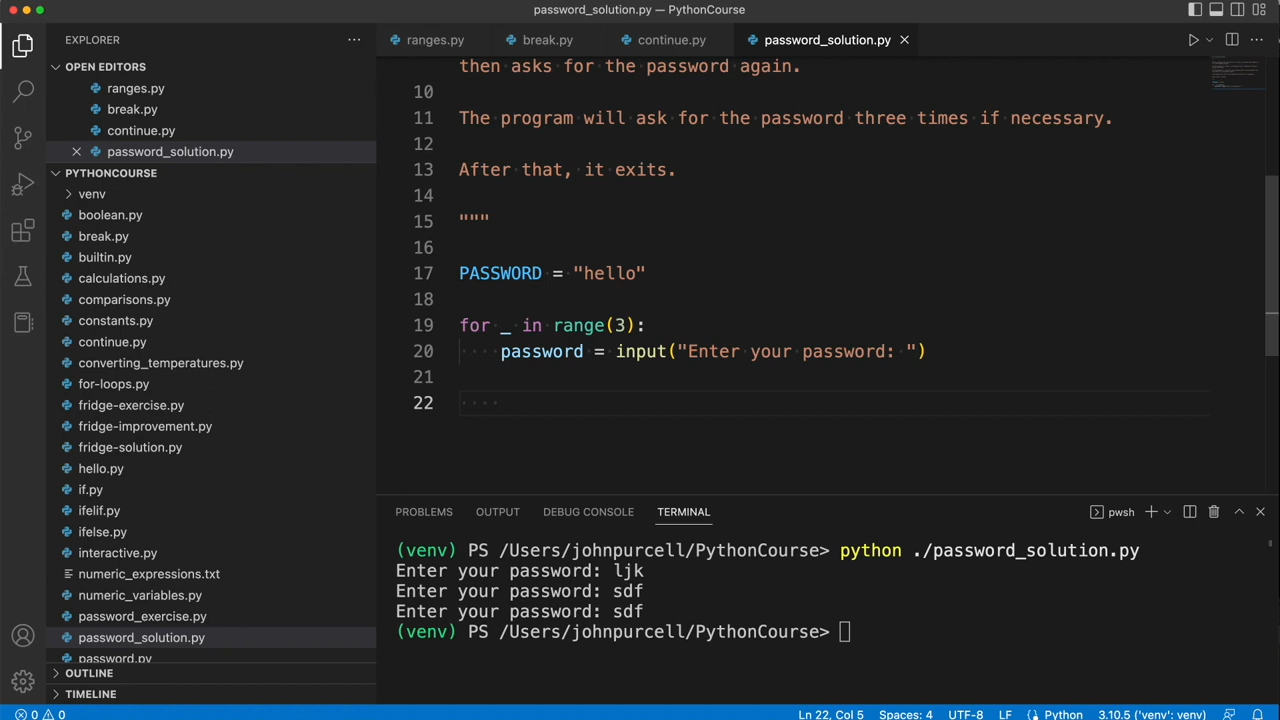 password_solution.py — PythonCourse
EXPLORER
ranges.py
break.py
continue.py
password_solution.py
OPEN EDITORS
ranges.py
break.py
continue.py
password_solution.py
PYTHONCOURSE
venv
boolean.py
break.py
builtin.py
calculations.py
comparisons.py
constants.py
continue.py
converting_temperatures.py
for-loops.py
fridge-exercise.py
fridge-improvement.py
fridge-solution.py
hello.py
if.py
ifelif.py
ifelse.py
interactive.py
numeric_expressions.txt
numeric_variables.py
password_exercise.py
password_solution.py
password.py
OUTLINE
TIMELINE
then asks for the password again.
10
11 The program will ask for the password three times if necessary.
12
13 After that, it exits.
14
15 """
16
17 PASSWORD = "hello"
18
19 for _ in range(3):
20     password = input("Enter your password: ")
21
22
PROBLEMS OUTPUT DEBUG CONSOLE TERMINAL
pwsh
(venv) PS /Users/johnpurcell/PythonCourse> python ./password_solution.py
Enter your password: ljk
Enter your password: sdf
Enter your password: sdf
(venv) PS /Users/johnpurcell/PythonCourse>
0 0 Ln 22, Col 5 Spaces: 4 UTF-8 LF Python 3.10.5 ('venv': venv)